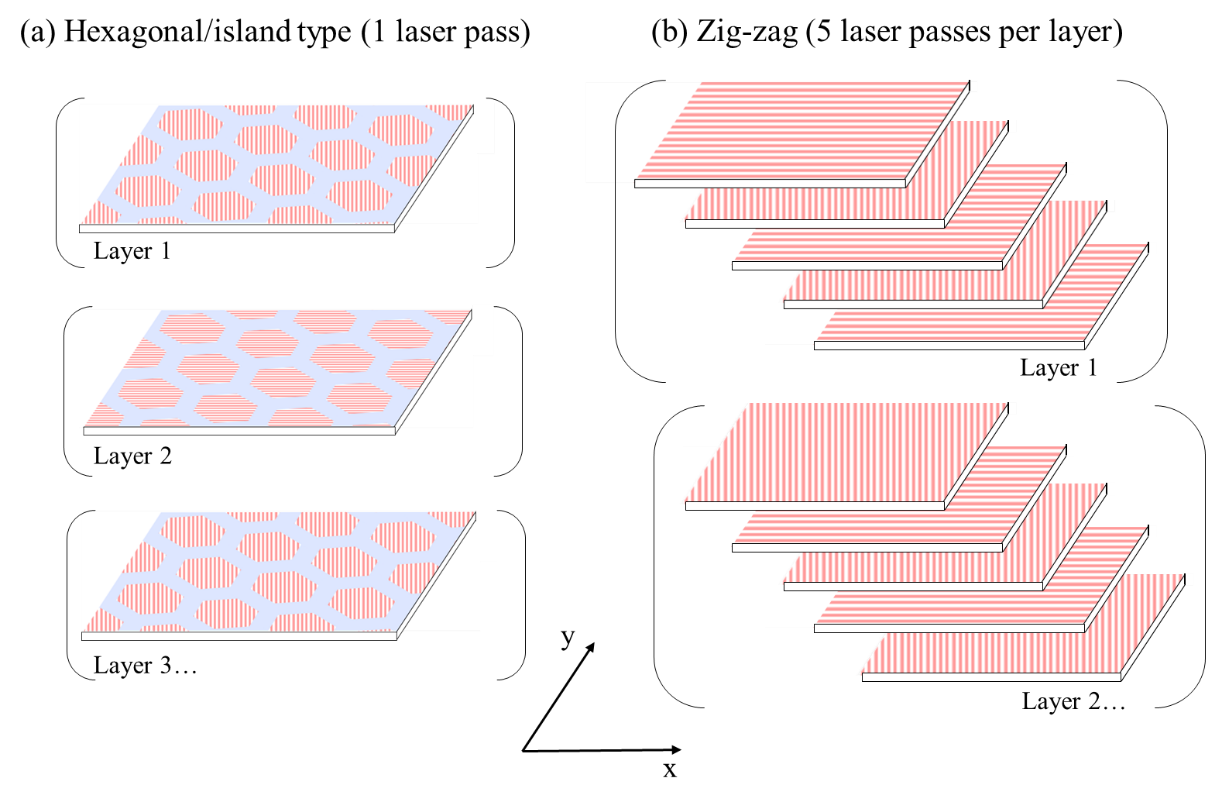 (a) Hexagonal/island type (1 laser pass)
(b) Zig-zag (5 laser passes per layer)
Layer 1
Layer 2
Layer 3…
Layer 1
Layer 2…
y
x